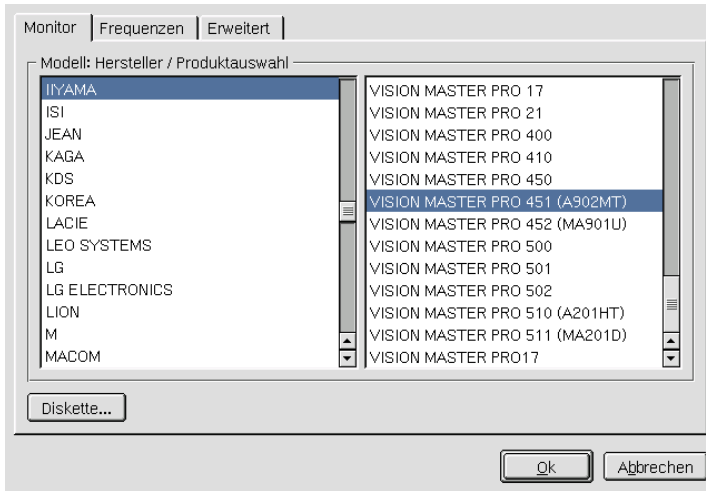 Monitor Frequenzen Erweitert
Modell: Hersteller / Produktauswahl
IIYAMA
ISI
JEAN
KAGA
KDS
KOREA
LACIE
LEO SYSTEMS
LG
LG ELECTRONICS
LION
M
MACOM
VISION MASTER PRO 17
VISION MASTER PRO 21
VISION MASTER PRO 400
VISION MASTER PRO 410
VISION MASTER PRO 450
VISION MASTER PRO 451 (A902MT)
VISION MASTER PRO 452 (MA901U)
VISION MASTER PRO 500
VISION MASTER PRO 501
VISION MASTER PRO 502
VISION MASTER PRO 510 (A201HT)
VISION MASTER PRO 511 (MA201D)
VISION MASTER PRO17
Diskette...
Ok Abbrechen